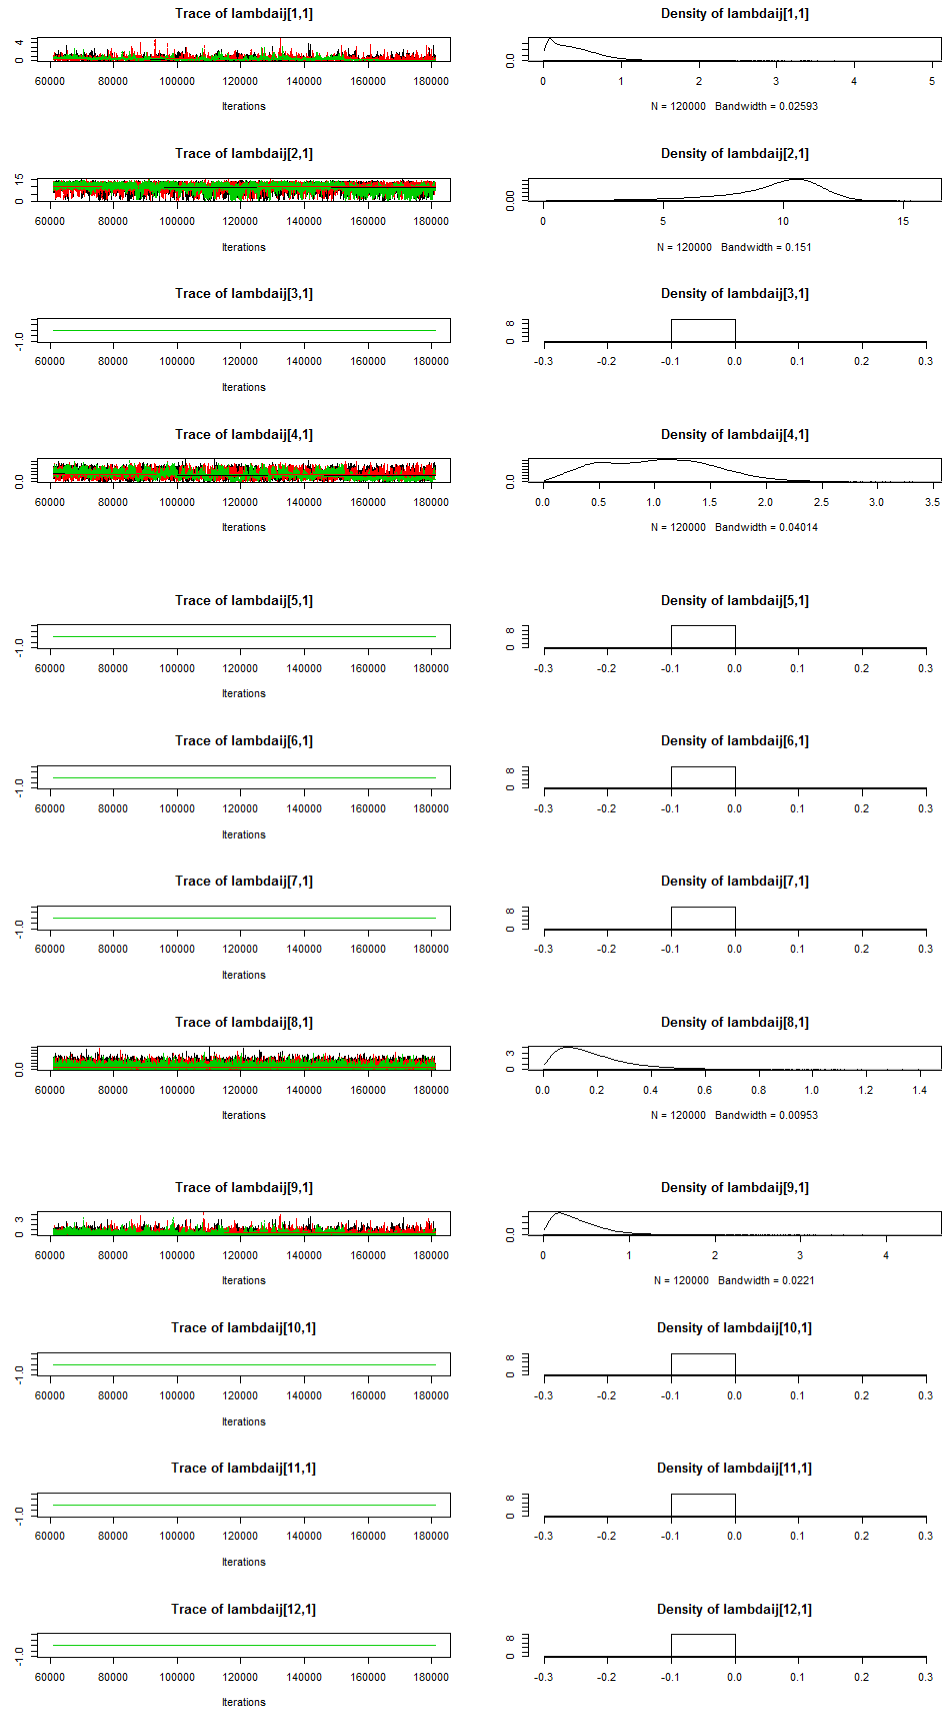 Trace of lambdaij[1,1] Density of lambdaij[1,1]
4
0
0.0
60000 80000 100000 120000 140000 160000 180000 0 1 2 3 4 5
Iterations N = 120000 Bandwidth = 0.02593
Trace of lambdaij[2,1] Density of lambdaij[2,1]
15
0
0.00
60000 80000 100000 120000 140000 160000 180000 0 5 10 15
Iterations N = 120000 Bandwidth = 0.151
Trace of lambdaij[3,1] Density of lambdaij[3,1]
-1.0
8
0
60000 80000 100000 120000 140000 160000 180000 -0.3 -0.2 -0.1 0.0 0.1 0.2 0.3
Iterations
Trace of lambdaij[4,1] Density of lambdaij[4,1]
0.0
0.0
60000 80000 100000 120000 140000 160000 180000 0.0 0.5 1.0 1.5 2.0 2.5 3.0 3.5
Iterations N = 120000 Bandwidth = 0.04014
Trace of lambdaij[5,1] Density of lambdaij[5,1]
-1.0
8
0
60000 80000 100000 120000 140000 160000 180000 -0.3 -0.2 -0.1 0.0 0.1 0.2 0.3
Iterations
Trace of lambdaij[6,1] Density of lambdaij[6,1]
-1.0
8
0
60000 80000 100000 120000 140000 160000 180000 -0.3 -0.2 -0.1 0.0 0.1 0.2 0.3
Iterations
Trace of lambdaij[7,1] Density of lambdaij[7,1]
-1.0
8
0
60000 80000 100000 120000 140000 160000 180000 -0.3 -0.2 -0.1 0.0 0.1 0.2 0.3
Iterations
Trace of lambdaij[8,1] Density of lambdaij[8,1]
0.0
3
0
60000 80000 100000 120000 140000 160000 180000 0.0 0.2 0.4 0.6 0.8 1.0 1.2 1.4
Iterations N = 120000 Bandwidth = 0.00953
Trace of lambdaij[9,1] Density of lambdaij[9,1]
3
0
0.0
60000 80000 100000 120000 140000 160000 180000 0 1 2 3 4
Iterations N = 120000 Bandwidth = 0.0221
Trace of lambdaij[10,1] Density of lambdaij[10,1]
-1.0
8
0
60000 80000 100000 120000 140000 160000 180000 -0.3 -0.2 -0.1 0.0 0.1 0.2 0.3
Iterations
Trace of lambdaij[11,1] Density of lambdaij[11,1]
-1.0
8
0
60000 80000 100000 120000 140000 160000 180000 -0.3 -0.2 -0.1 0.0 0.1 0.2 0.3
Iterations
Trace of lambdaij[12,1] Density of lambdaij[12,1]
-1.0
8
0
60000 80000 100000 120000 140000 160000 180000 -0.3 -0.2 -0.1 0.0 0.1 0.2 0.3
Iterations